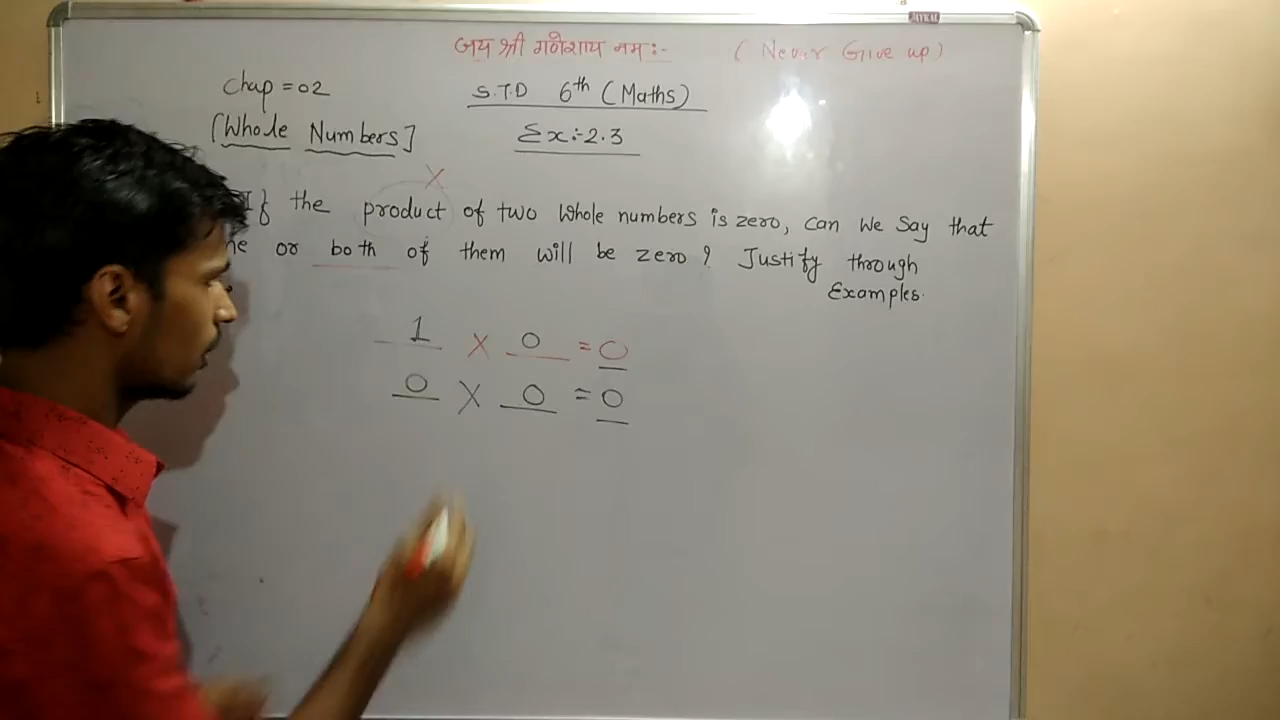 जय श्री गणेशाय नमः:- (Never Give up)
Chap = 02 S.T.D 6th (Maths)
[Whole Numbers] Ex:-2.3
If the product of two Whole numbers is zero, Can We Say that
or both of them will be zero? Justify through
Examples.
X
1 X 0 = 0
0 X 0 = 0